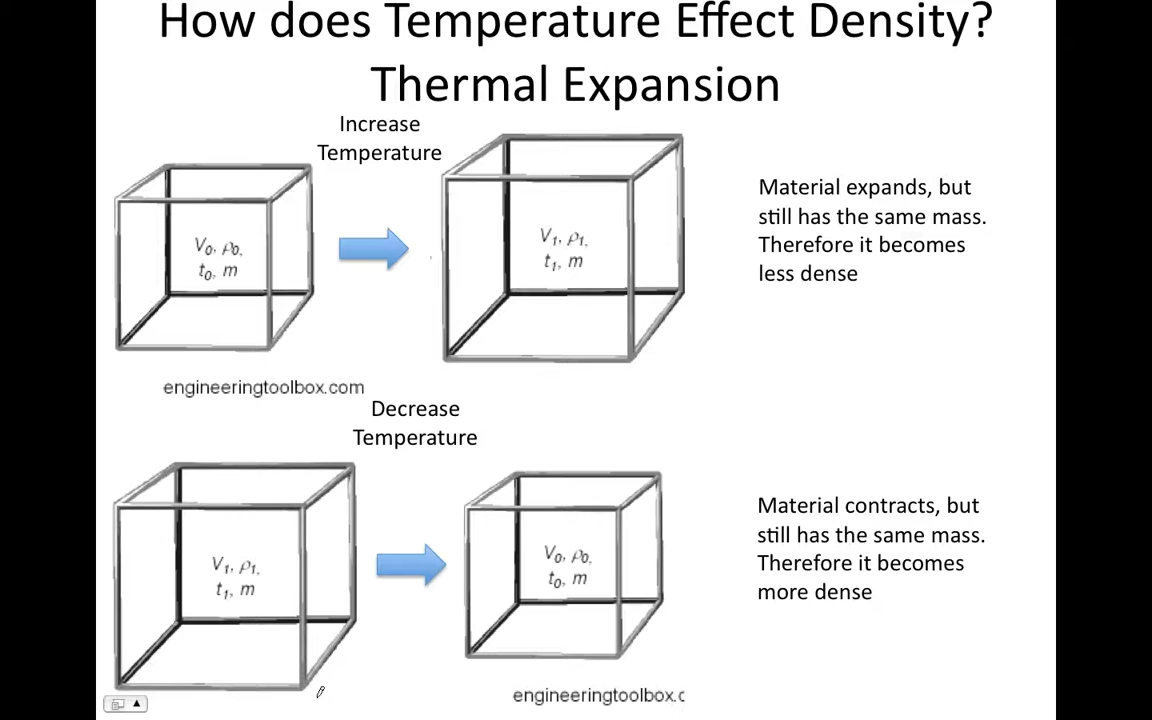 How does Temperature Effect Density?
Thermal Expansion
Increase
Temperature
V₀, ρ₀,
t₀, m
V₁, ρ₁,
t₁, m
Material expands, but
still has the same mass.
Therefore it becomes
less dense
engineeringtoolbox.com
Decrease
Temperature
V₁, ρ₁,
t₁, m
V₀, ρ₀,
t₀, m
Material contracts, but
still has the same mass.
Therefore it becomes
more dense
engineeringtoolbox.c